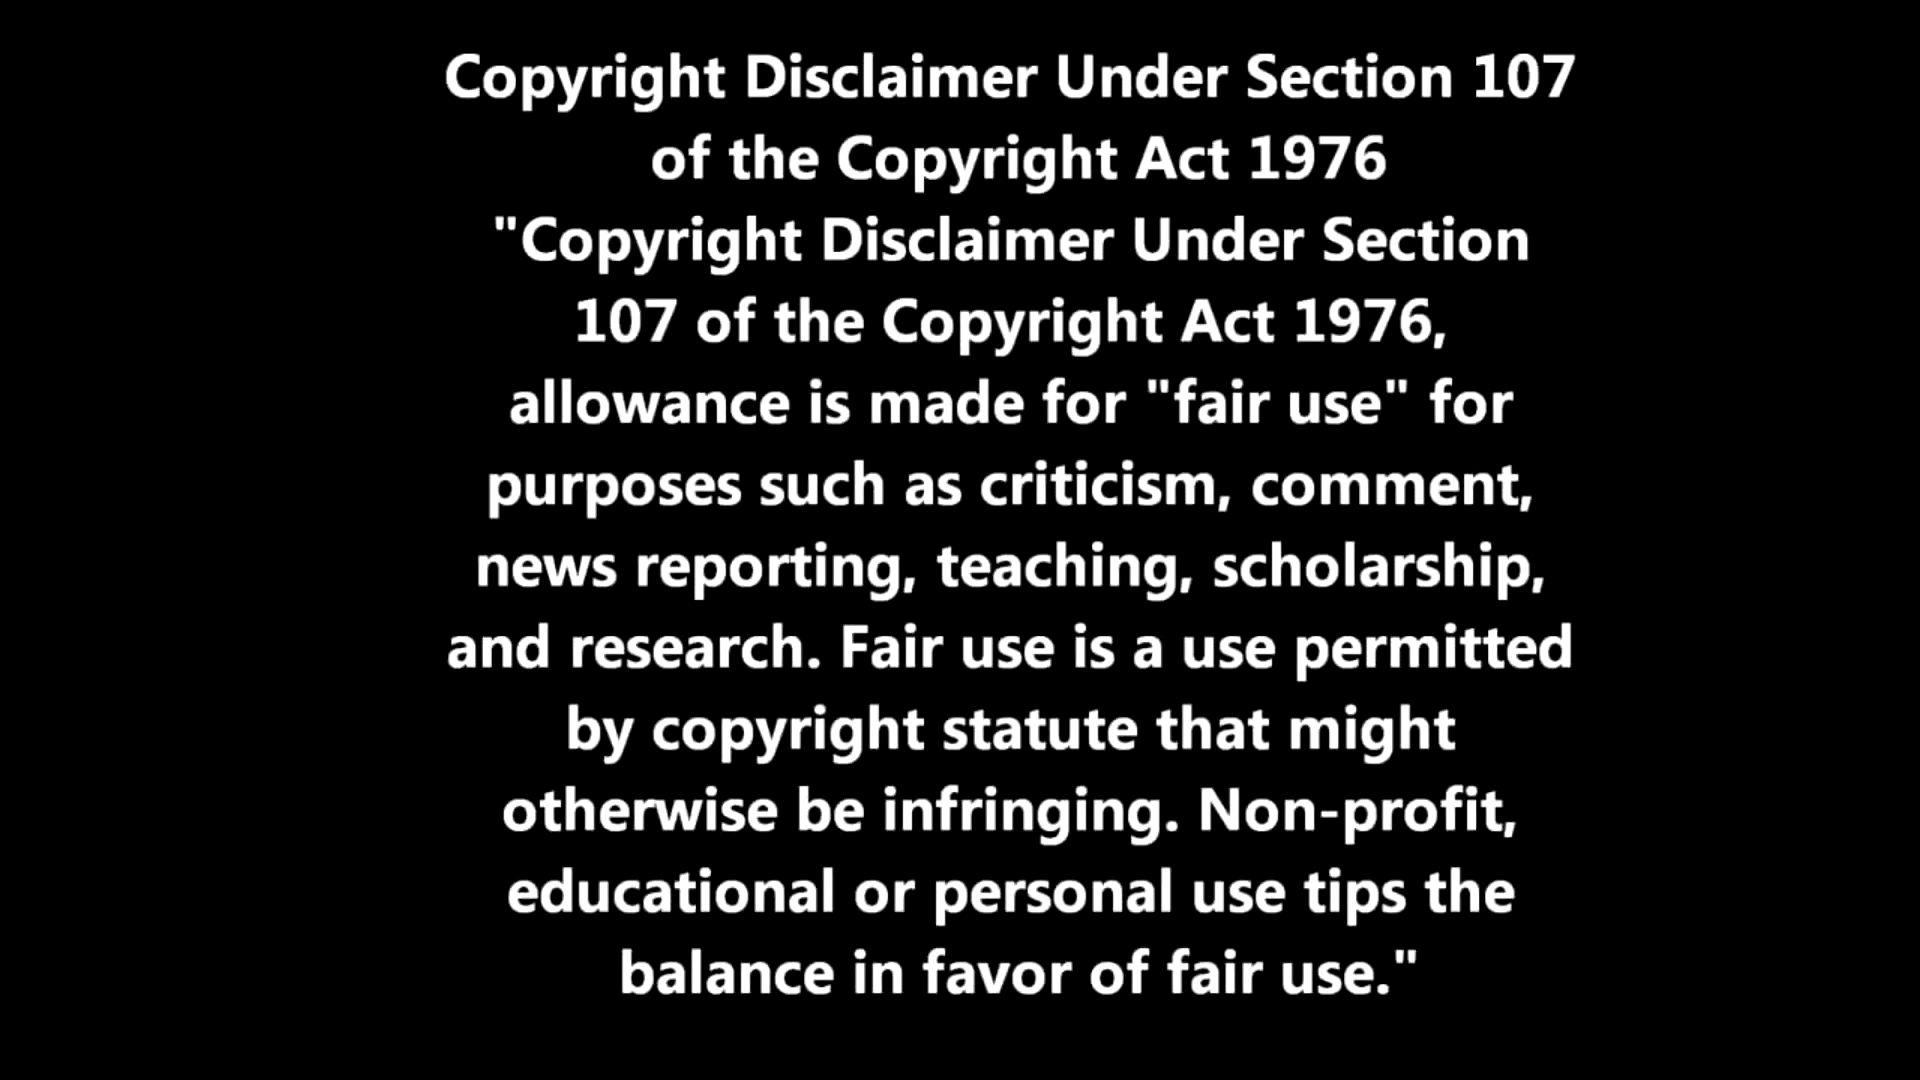 Copyright Disclaimer Under Section 107
of the Copyright Act 1976
"Copyright Disclaimer Under Section
107 of the Copyright Act 1976,
allowance is made for "fair use" for
purposes such as criticism, comment,
news reporting, teaching, scholarship,
and research. Fair use is a use permitted
by copyright statute that might
otherwise be infringing. Non-profit,
educational or personal use tips the
balance in favor of fair use."